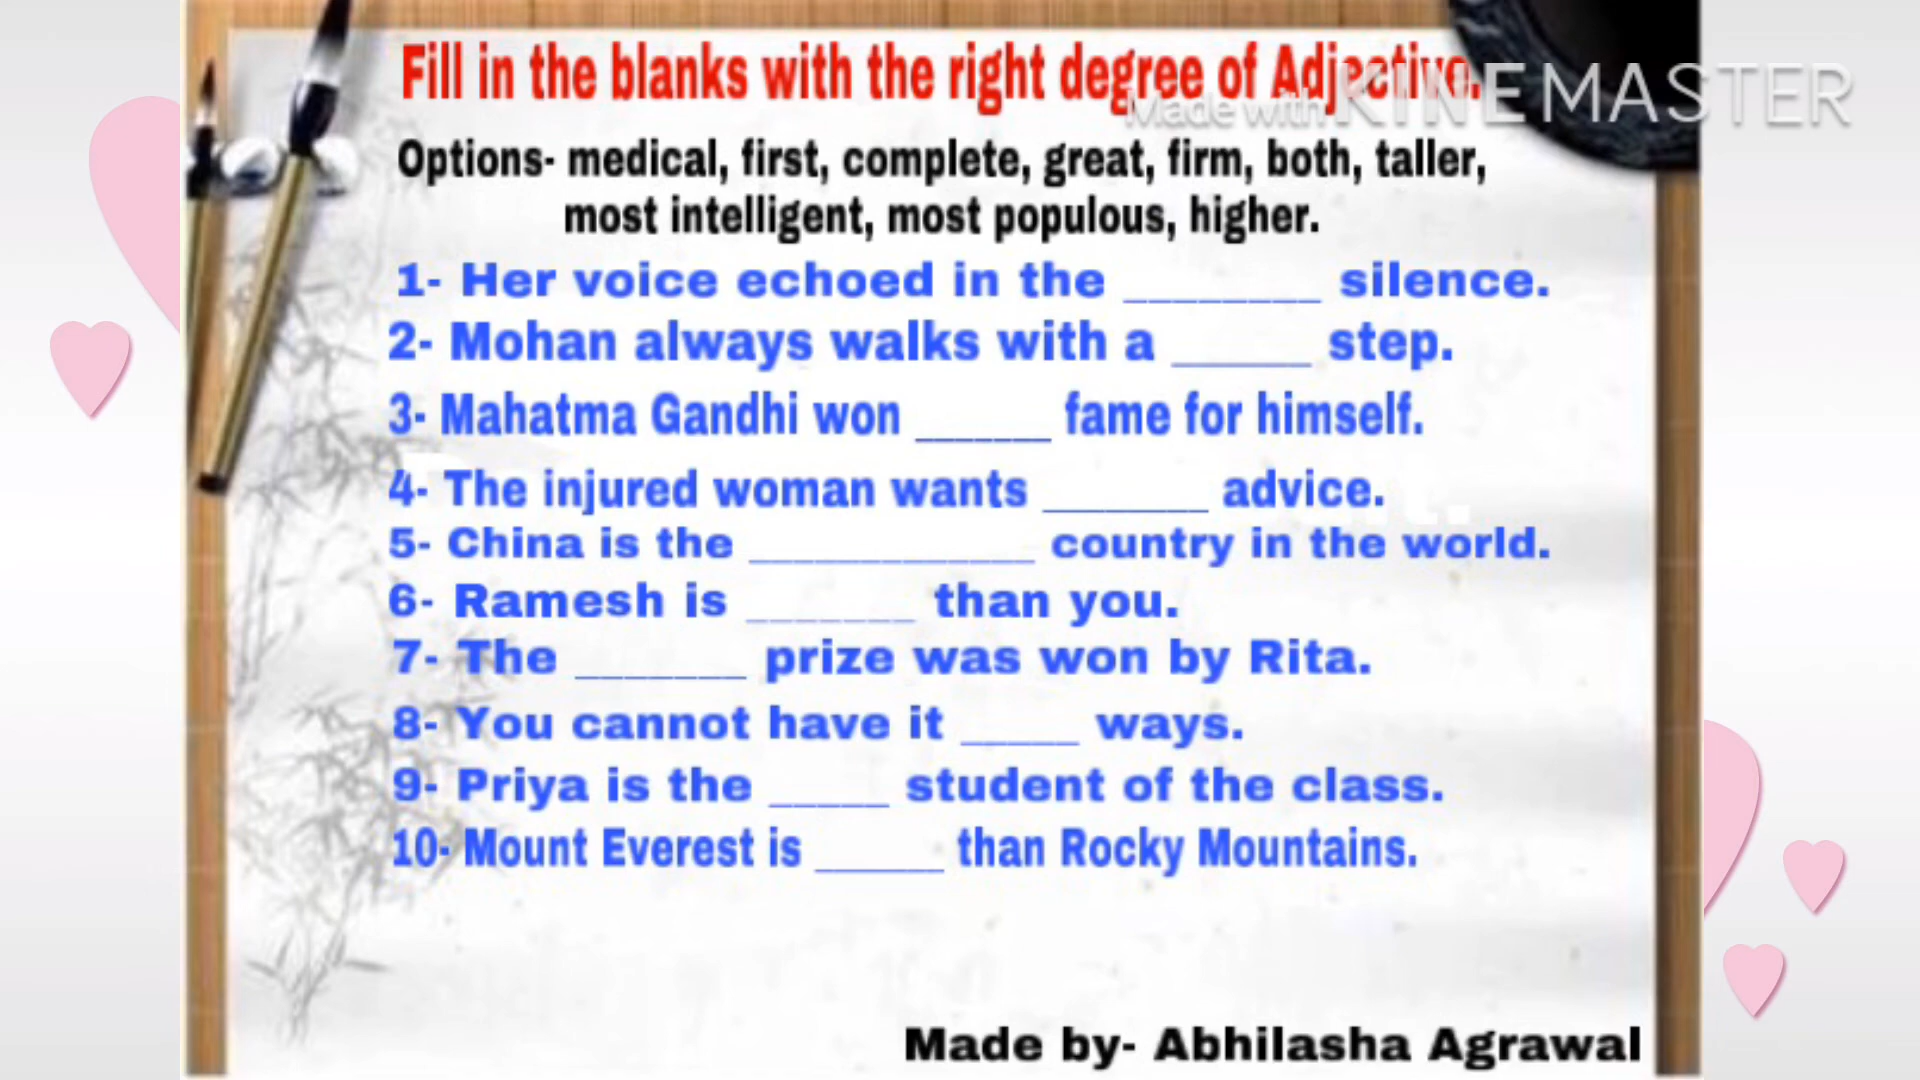 Fill in the blanks with the right degree of Adjective.
Made with KINEMASTER
Options- medical, first, complete, great, firm, both, taller,
most intelligent, most populous, higher.
1- Her voice echoed in the ________ silence.
2- Mohan always walks with a ______ step.
3- Mahatma Gandhi won ______ fame for himself.
4- The injured woman wants _______ advice.
5- China is the ____________ country in the world.
6- Ramesh is _______ than you.
7- The _______ prize was won by Rita.
8- You cannot have it _____ ways.
9- Priya is the _____ student of the class.
10- Mount Everest is ______ than Rocky Mountains.
Made by- Abhilasha Agrawal